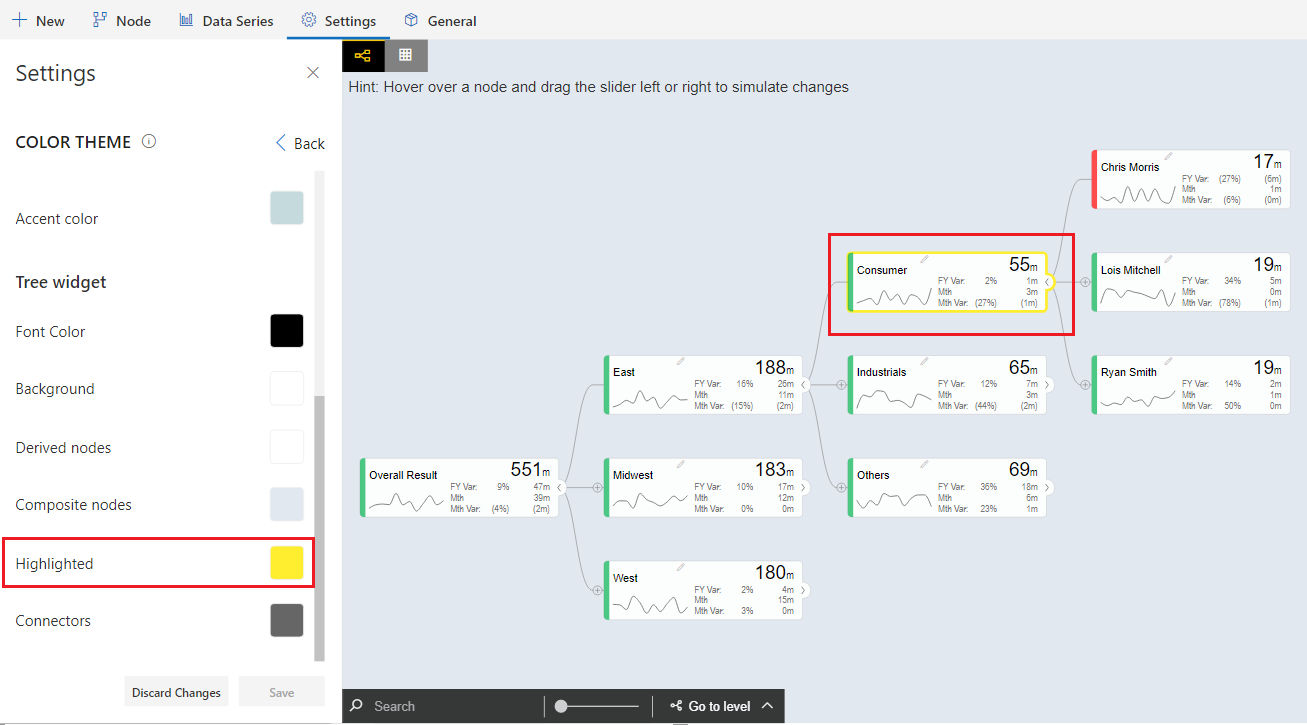 New Node Data Series Settings General
Settings
COLOR THEME
Back
Accent color
Tree widget
Font Color
Background
Derived nodes
Composite nodes
Highlighted
Connectors
Discard Changes Save
Hint: Hover over a node and drag the slider left or right to simulate changes
Chris Morris 17m
FY Var: (27%) (6m)
Mth 1m
Mth Var: (6%) (0m)
Consumer 55m
FY Var: 2% 1m
Mth 3m
Mth Var: (27%) (1m)
Lois Mitchell 19m
FY Var: 34% 5m
Mth 0m
Mth Var: (78%) (1m)
East 188m
FY Var: 16% 26m
Mth 11m
Mth Var: (15%) (2m)
Industrials 65m
FY Var: 12% 7m
Mth 3m
Mth Var: (44%) (2m)
Ryan Smith 19m
FY Var: 14% 2m
Mth 1m
Mth Var: 50% 0m
Overall Result 551m
FY Var: 9% 47m
Mth 39m
Mth Var: (4%) (2m)
Midwest 183m
FY Var: 10% 17m
Mth 12m
Mth Var: 0% 0m
Others 69m
FY Var: 36% 18m
Mth 6m
Mth Var: 23% 1m
West 180m
FY Var: 2% 4m
Mth 15m
Mth Var: 3% 0m
Search Go to level